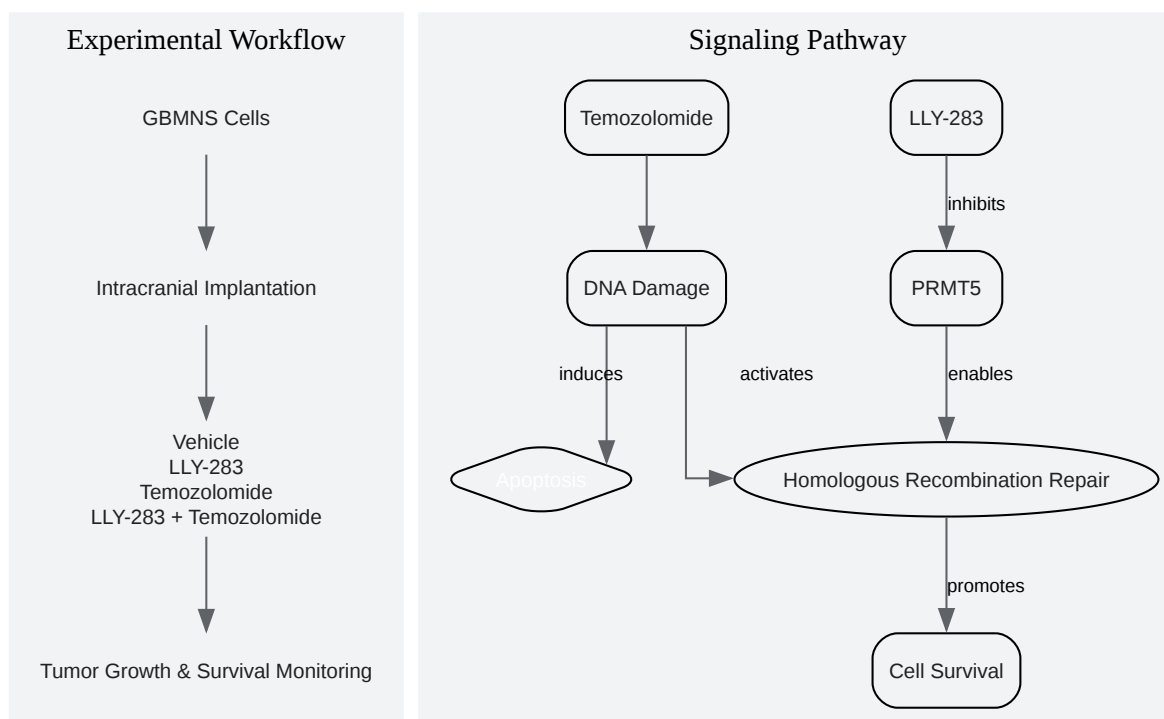 Experimental Workflow
GBMNS Cells
Intracranial Implantation
Vehicle
LLY-283
Temozolomide
LLY-283 + Temozolomide
Tumor Growth & Survival Monitoring
Signaling Pathway
Temozolomide
LLY-283
inhibits
DNA Damage
PRMT5
induces
activates
enables
Apoptosis
Homologous Recombination Repair
promotes
Cell Survival